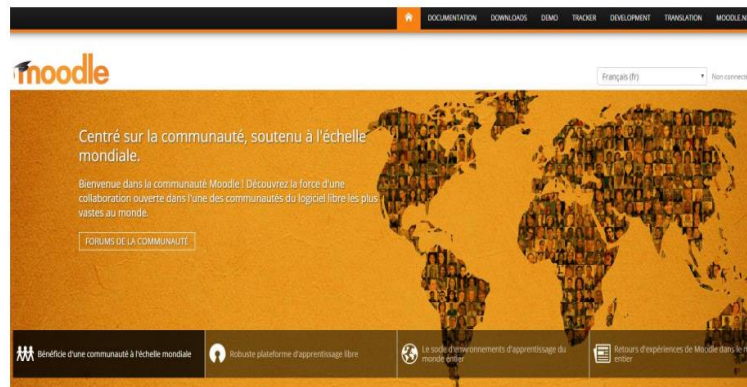 DOCUMENTATION DOWNLOADS DEMO TRACKER DEVELOPMENT TRANSLATION MOODLE.N
moodle
Français (fr)
Non connecté
Centré sur la communauté, soutenu à l'échelle
mondiale.
Bienvenue dans la communauté Moodle ! Découvrez la force d'une
collaboration ouverte dans l'une des communautés du logiciel libre les plus
vastes au monde.
FORUMS DE LA COMMUNAUTÉ
Bénéficie d'une communauté à l'échelle mondiale
Robuste plateforme d'apprentissage libre
Le socle d'environnements d'apprentissage du
monde entier
Retours d'expériences de Moodle dans le
entier